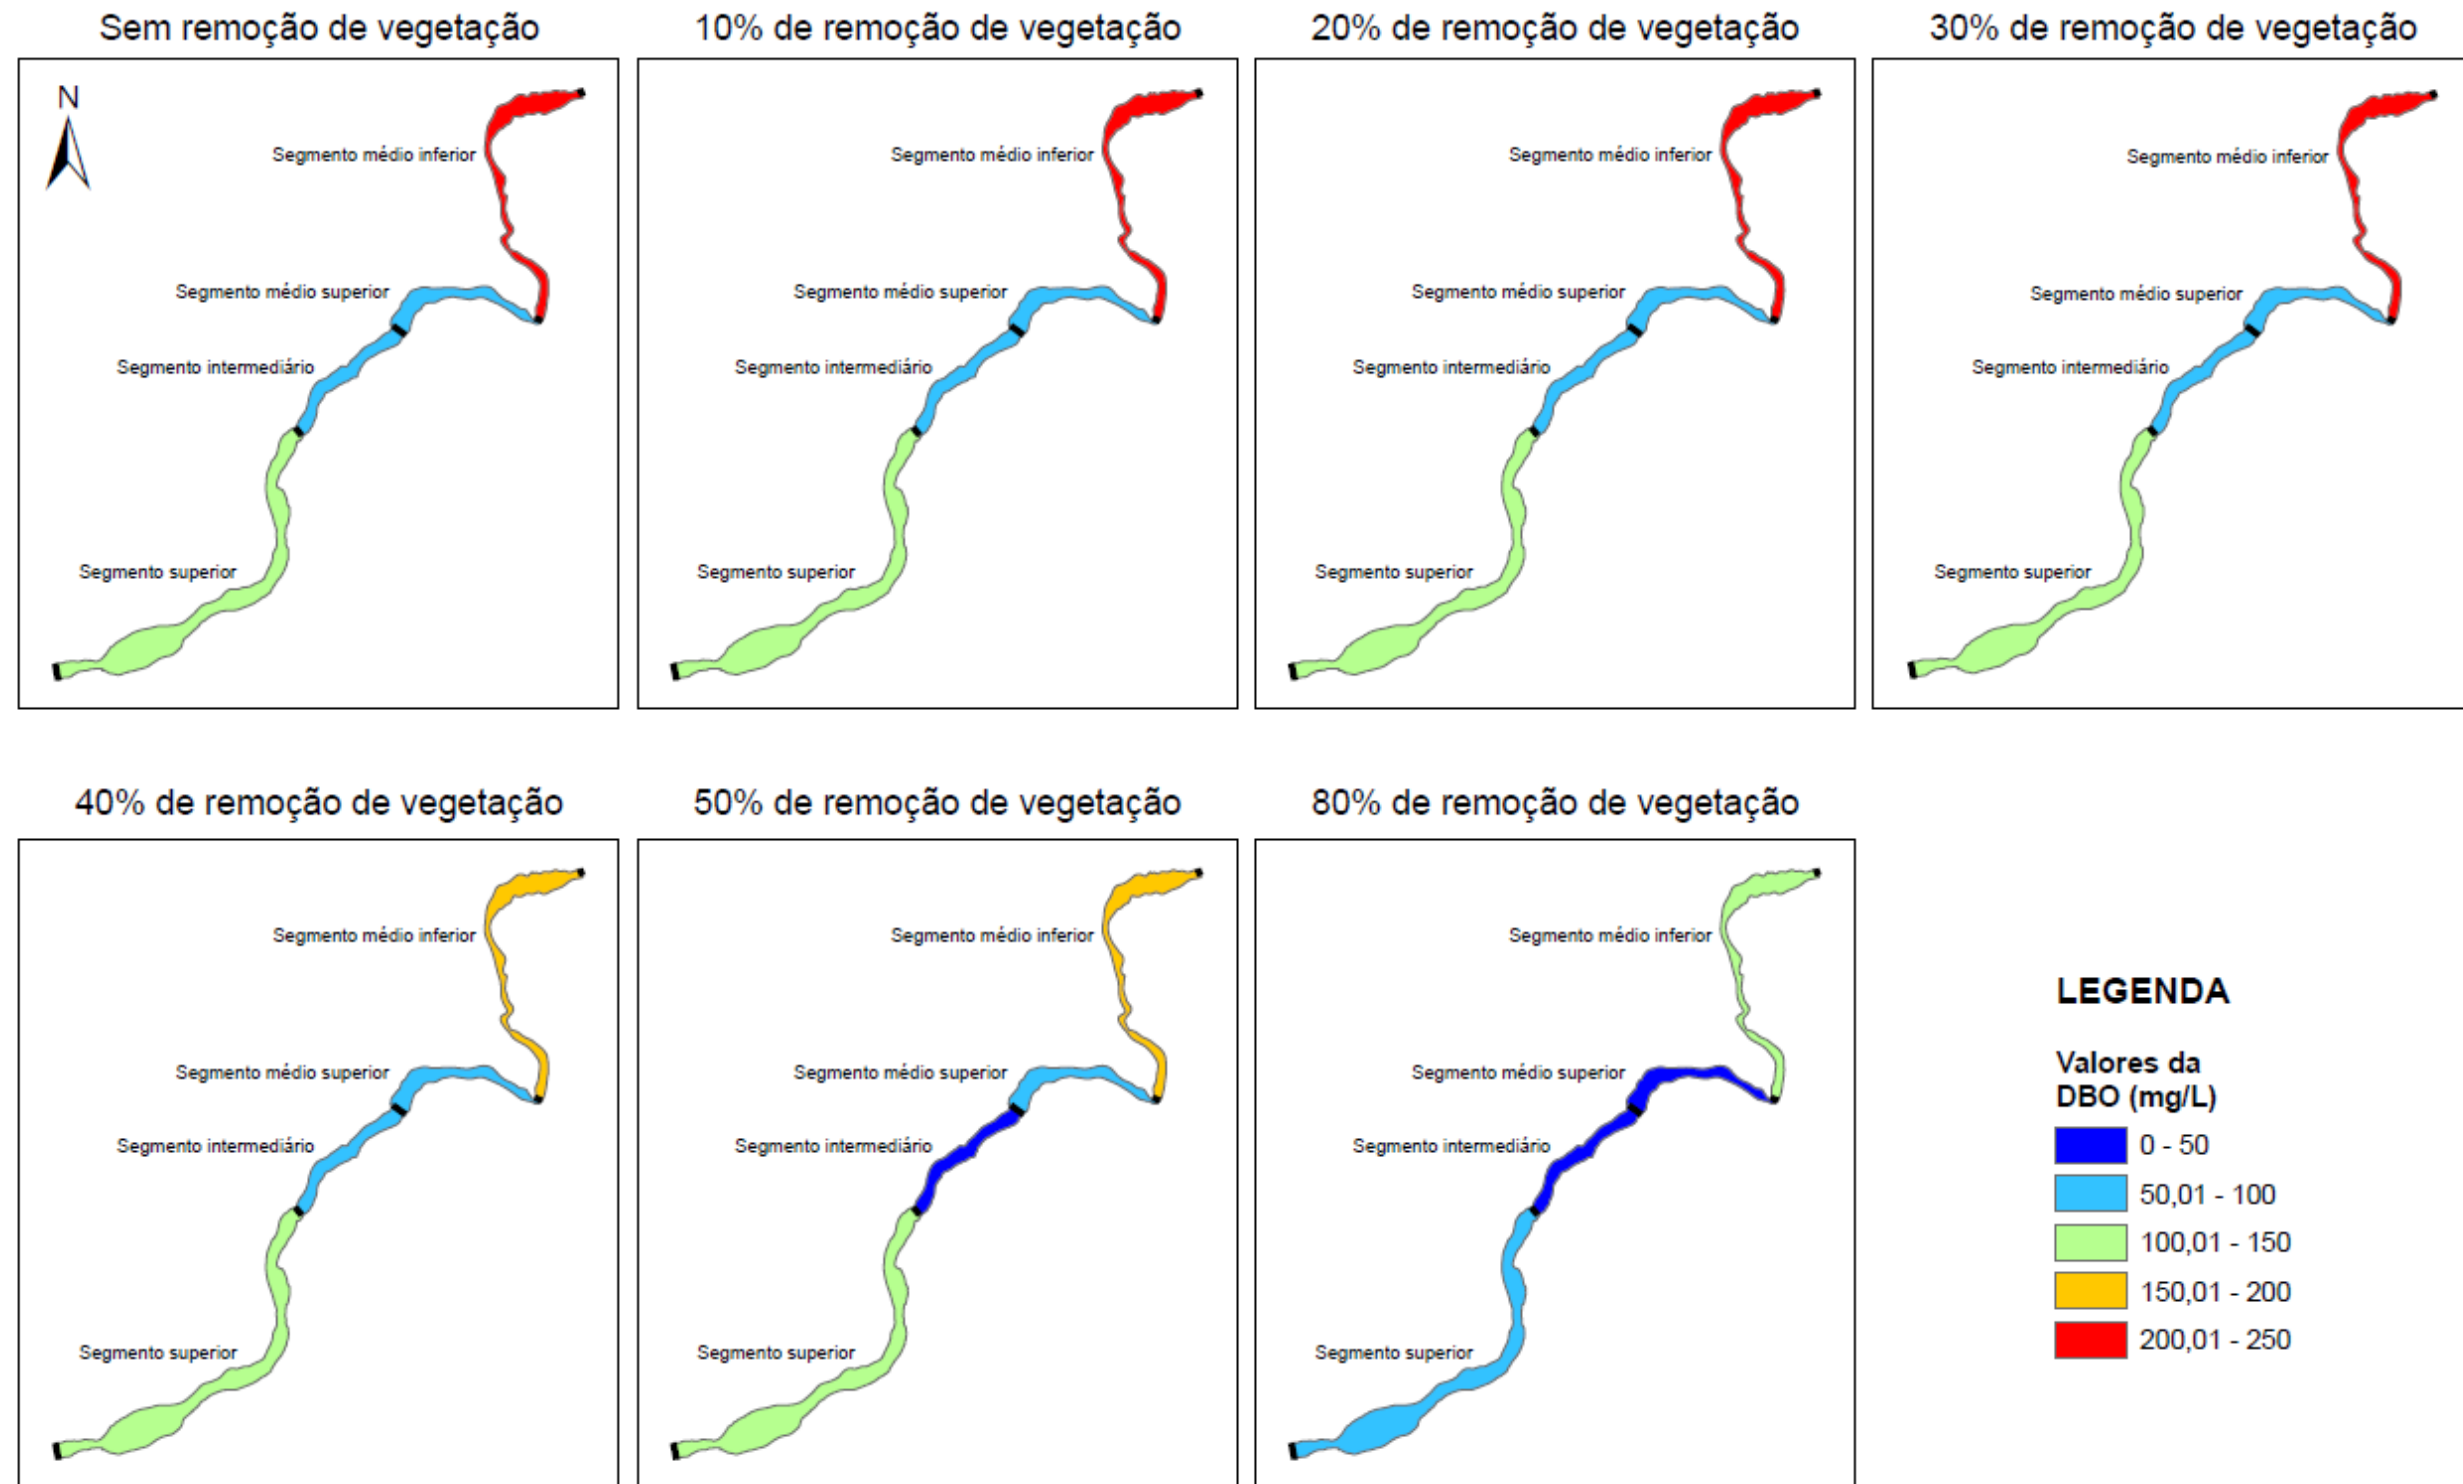 Sem remoção de vegetação
10% de remoção de vegetação
20% de remoção de vegetação
30% de remoção de vegetação
N
Segmento médio inferior
Segmento médio superior
Segmento intermediário
Segmento superior
Segmento médio inferior
Segmento médio superior
Segmento intermediário
Segmento superior
Segmento médio inferior
Segmento médio superior
Segmento intermediário
Segmento superior
Segmento médio inferior
Segmento médio superior
Segmento intermediário
Segmento superior
40% de remoção de vegetação
50% de remoção de vegetação
80% de remoção de vegetação
Segmento médio inferior
Segmento médio superior
Segmento intermediário
Segmento superior
Segmento médio inferior
Segmento médio superior
Segmento intermediário
Segmento superior
Segmento médio inferior
Segmento médio superior
Segmento intermediário
Segmento superior
LEGENDA
Valores da
DBO (mg/L)
0 - 50
50,01 - 100
100,01 - 150
150,01 - 200
200,01 - 250